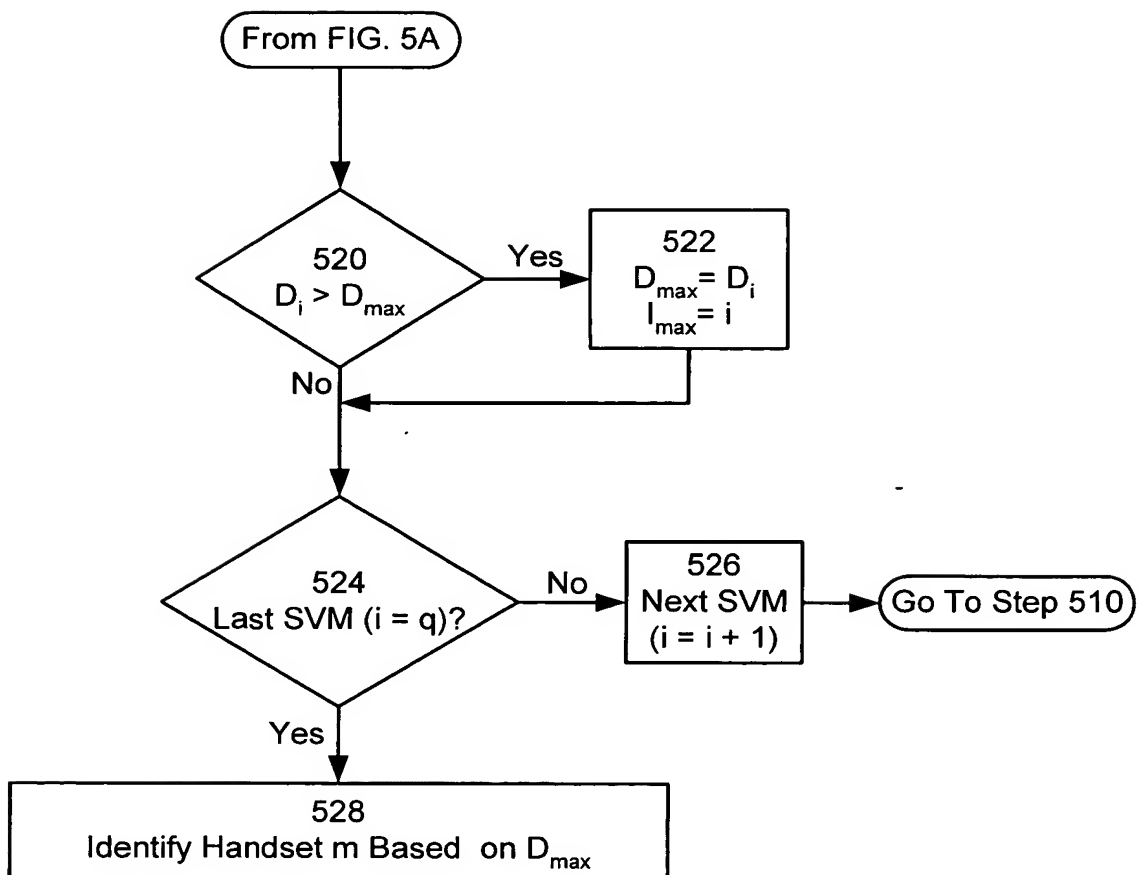 From FIG. 5A
520
Dᵢ > Dₘₐₓ
Yes
522
Dₘₐₓ= Dᵢ
Iₘₐₓ= i
No
524
Last SVM (i = q)?
No
526
Next SVM
(i = i + 1)
Go To Step 510
Yes
528
Identify Handset m Based on Dₘₐₓ